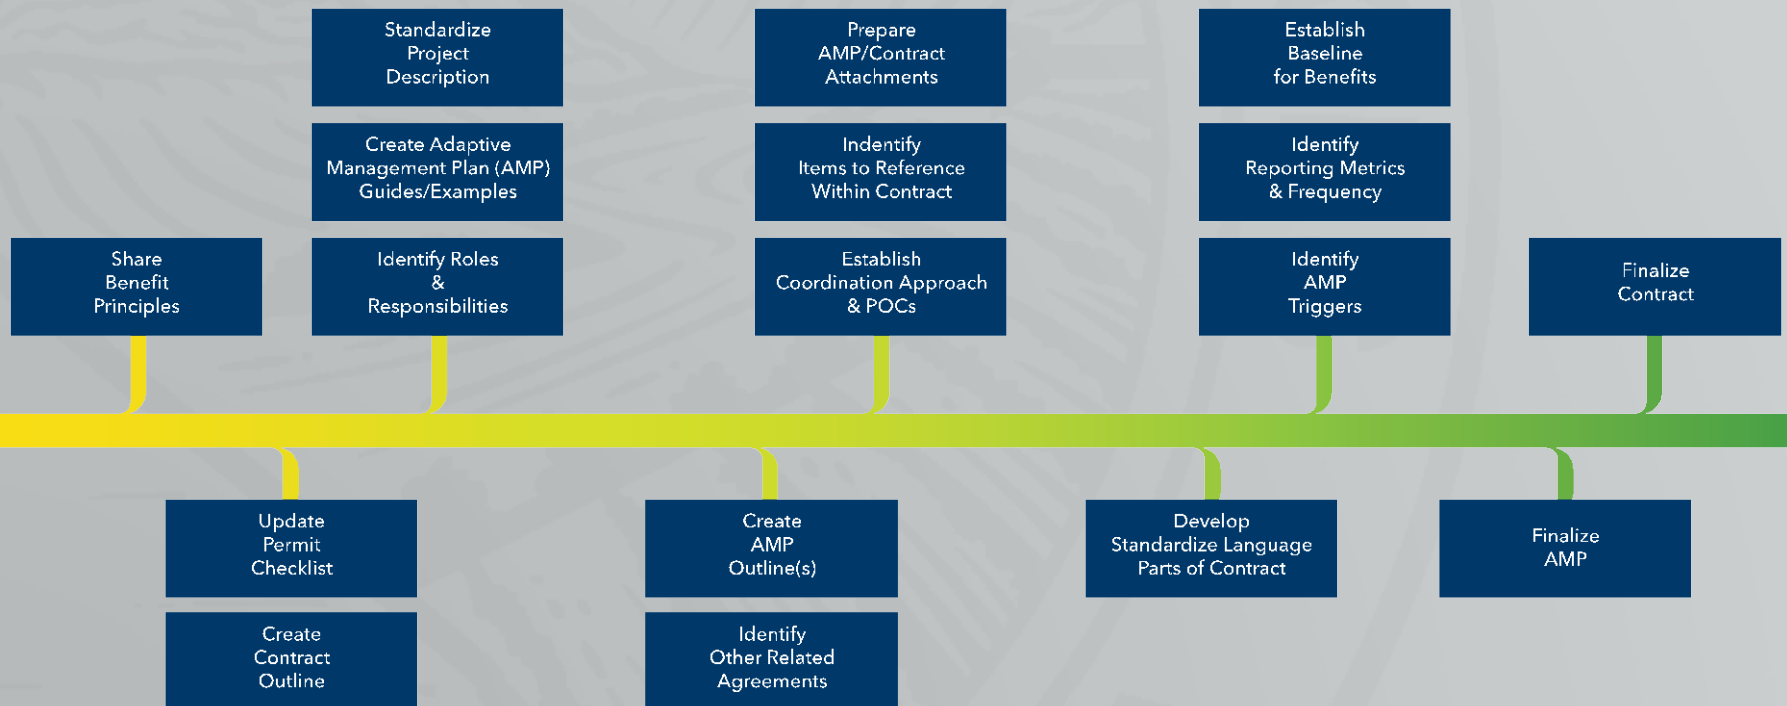 Standardize
Project
Description
Prepare
AMP/Contract
Attachments
Establish
Baseline
for Benefits
Create Adaptive
Management Plan (AMP)
Guides/Examples
Indentify
Items to Reference
Within Contract
Identify
Reporting Metrics
& Frequency
Share
Benefit
Principles
Identify Roles
&
Responsibilities
Establish
Coordination Approach
& POCs
Identify
AMP
Triggers
Finalize
Contract
Update
Permit
Checklist
Create
AMP
Outline(s)
Develop
Standardize Language
Parts of Contract
Finalize
AMP
Create
Contract
Outline
Identify
Other Related
Agreements